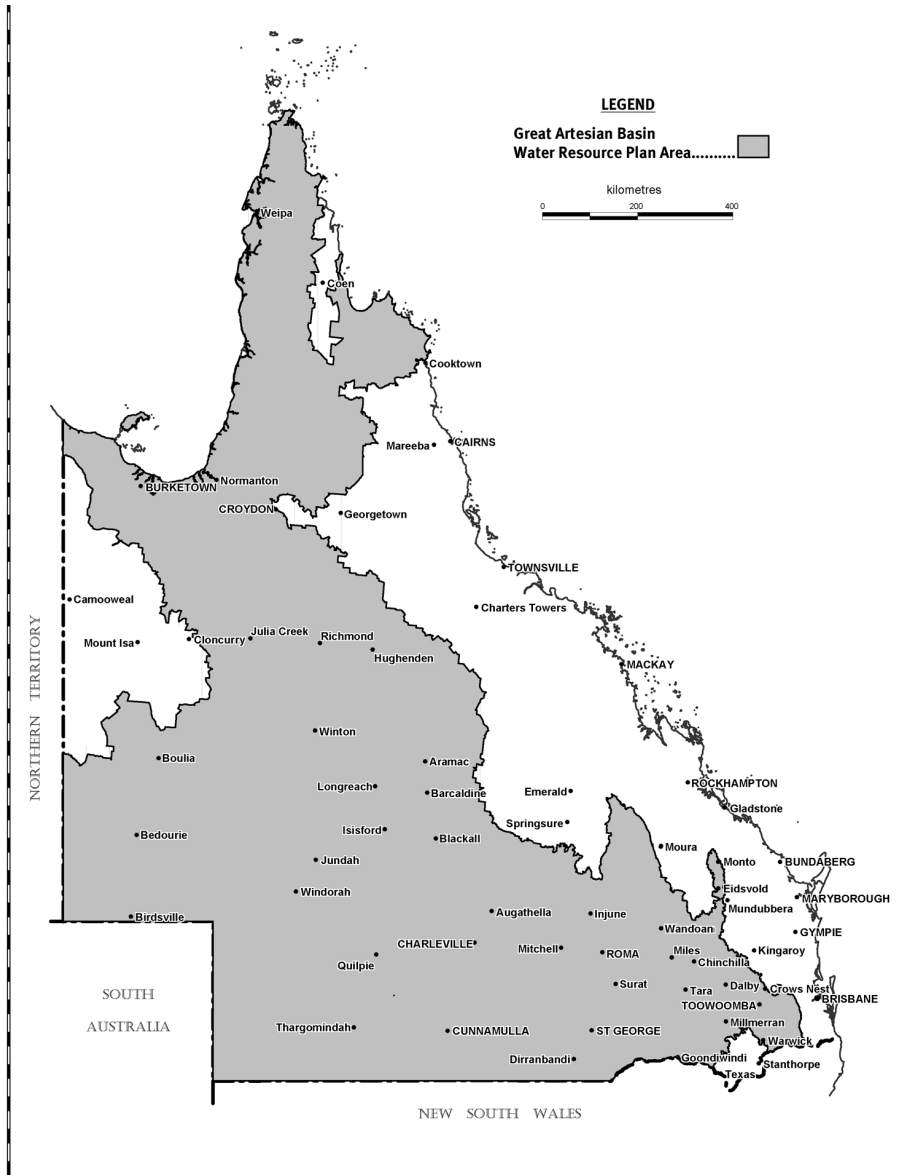 LEGEND
Great Artesian Basin
Water Resource Plan Area..........
kilometres
0 200 400
Weipa
Coen
Cooktown
Mareeba
CAIRNS
BURKETOWN
Normanton
CROYDON
Georgetown
TOWNSVILLE
Camooweal
Charters Towers
Mount Isa
Cloncurry
Julia Creek
Richmond
Hughenden
MACKAY
NORTHERN TERRITORY
Winton
Boulia
Aramac
Longreach
Barcaldine
Emerald
ROCKHAMPTON
Gladstone
Springsure
Isisford
Bedourie
Blackall
Moura
Jundah
Monto
BUNDABERG
Windorah
Eidsvold
MARYBOROUGH
Mundubbera
Birdsville
Augathella
Injune
Wandoan
GYMPIE
CHARLEVILLE
Mitchell
ROMA
Miles
Kingaroy
Quilpie
Chinchilla
Surat
Tara
Dalby
Crows Nest
BRISBANE
SOUTH
AUSTRALIA
TOOWOOMBA
Thargomindah
CUNNAMULLA
ST GEORGE
Millmerran
Warwick
Dirranbandi
Goondiwindi
Stanthorpe
Texas
NEW SOUTH WALES